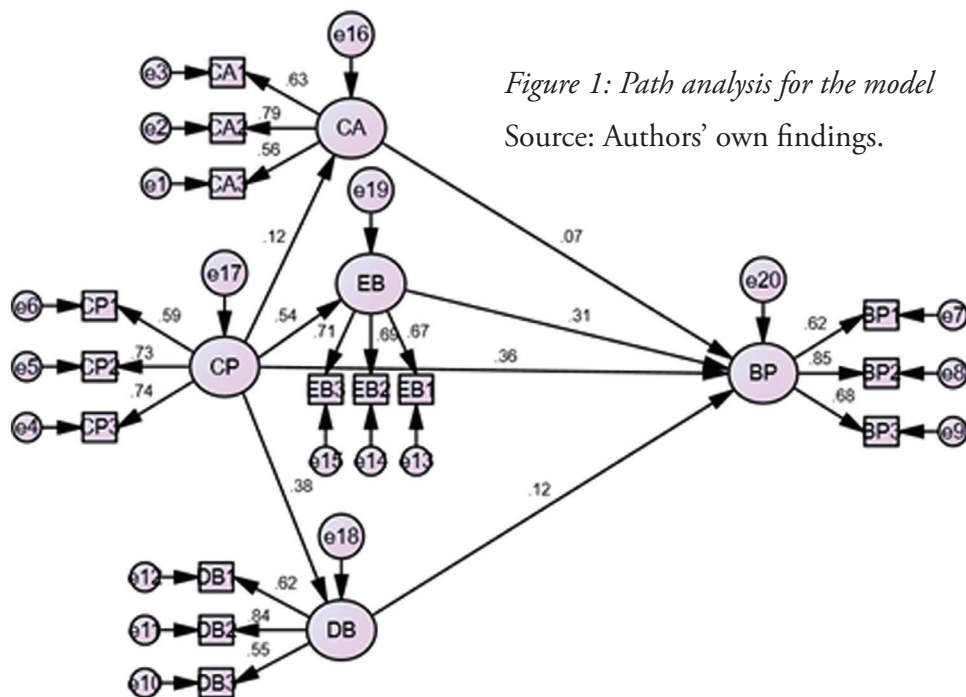 Figure 1: Path analysis for the model
Source: Authors' own findings.
e16
e3
CA1
.63
e2
CA2
.79
CA
e1
CA3
.56
e19
.12
.07
e17
EB
e20
e6
CP1
.59
.54
.71
.69
.67
.31
.62
BP1
e7
e5
CP2
.73
CP
.36
BP
.85
BP2
e8
EB3
EB2
EB1
e4
CP3
.74
.68
BP3
e9
e15
e14
e13
.38
.12
e18
e12
DB1
.62
e11
DB2
.84
DB
e10
DB3
.55